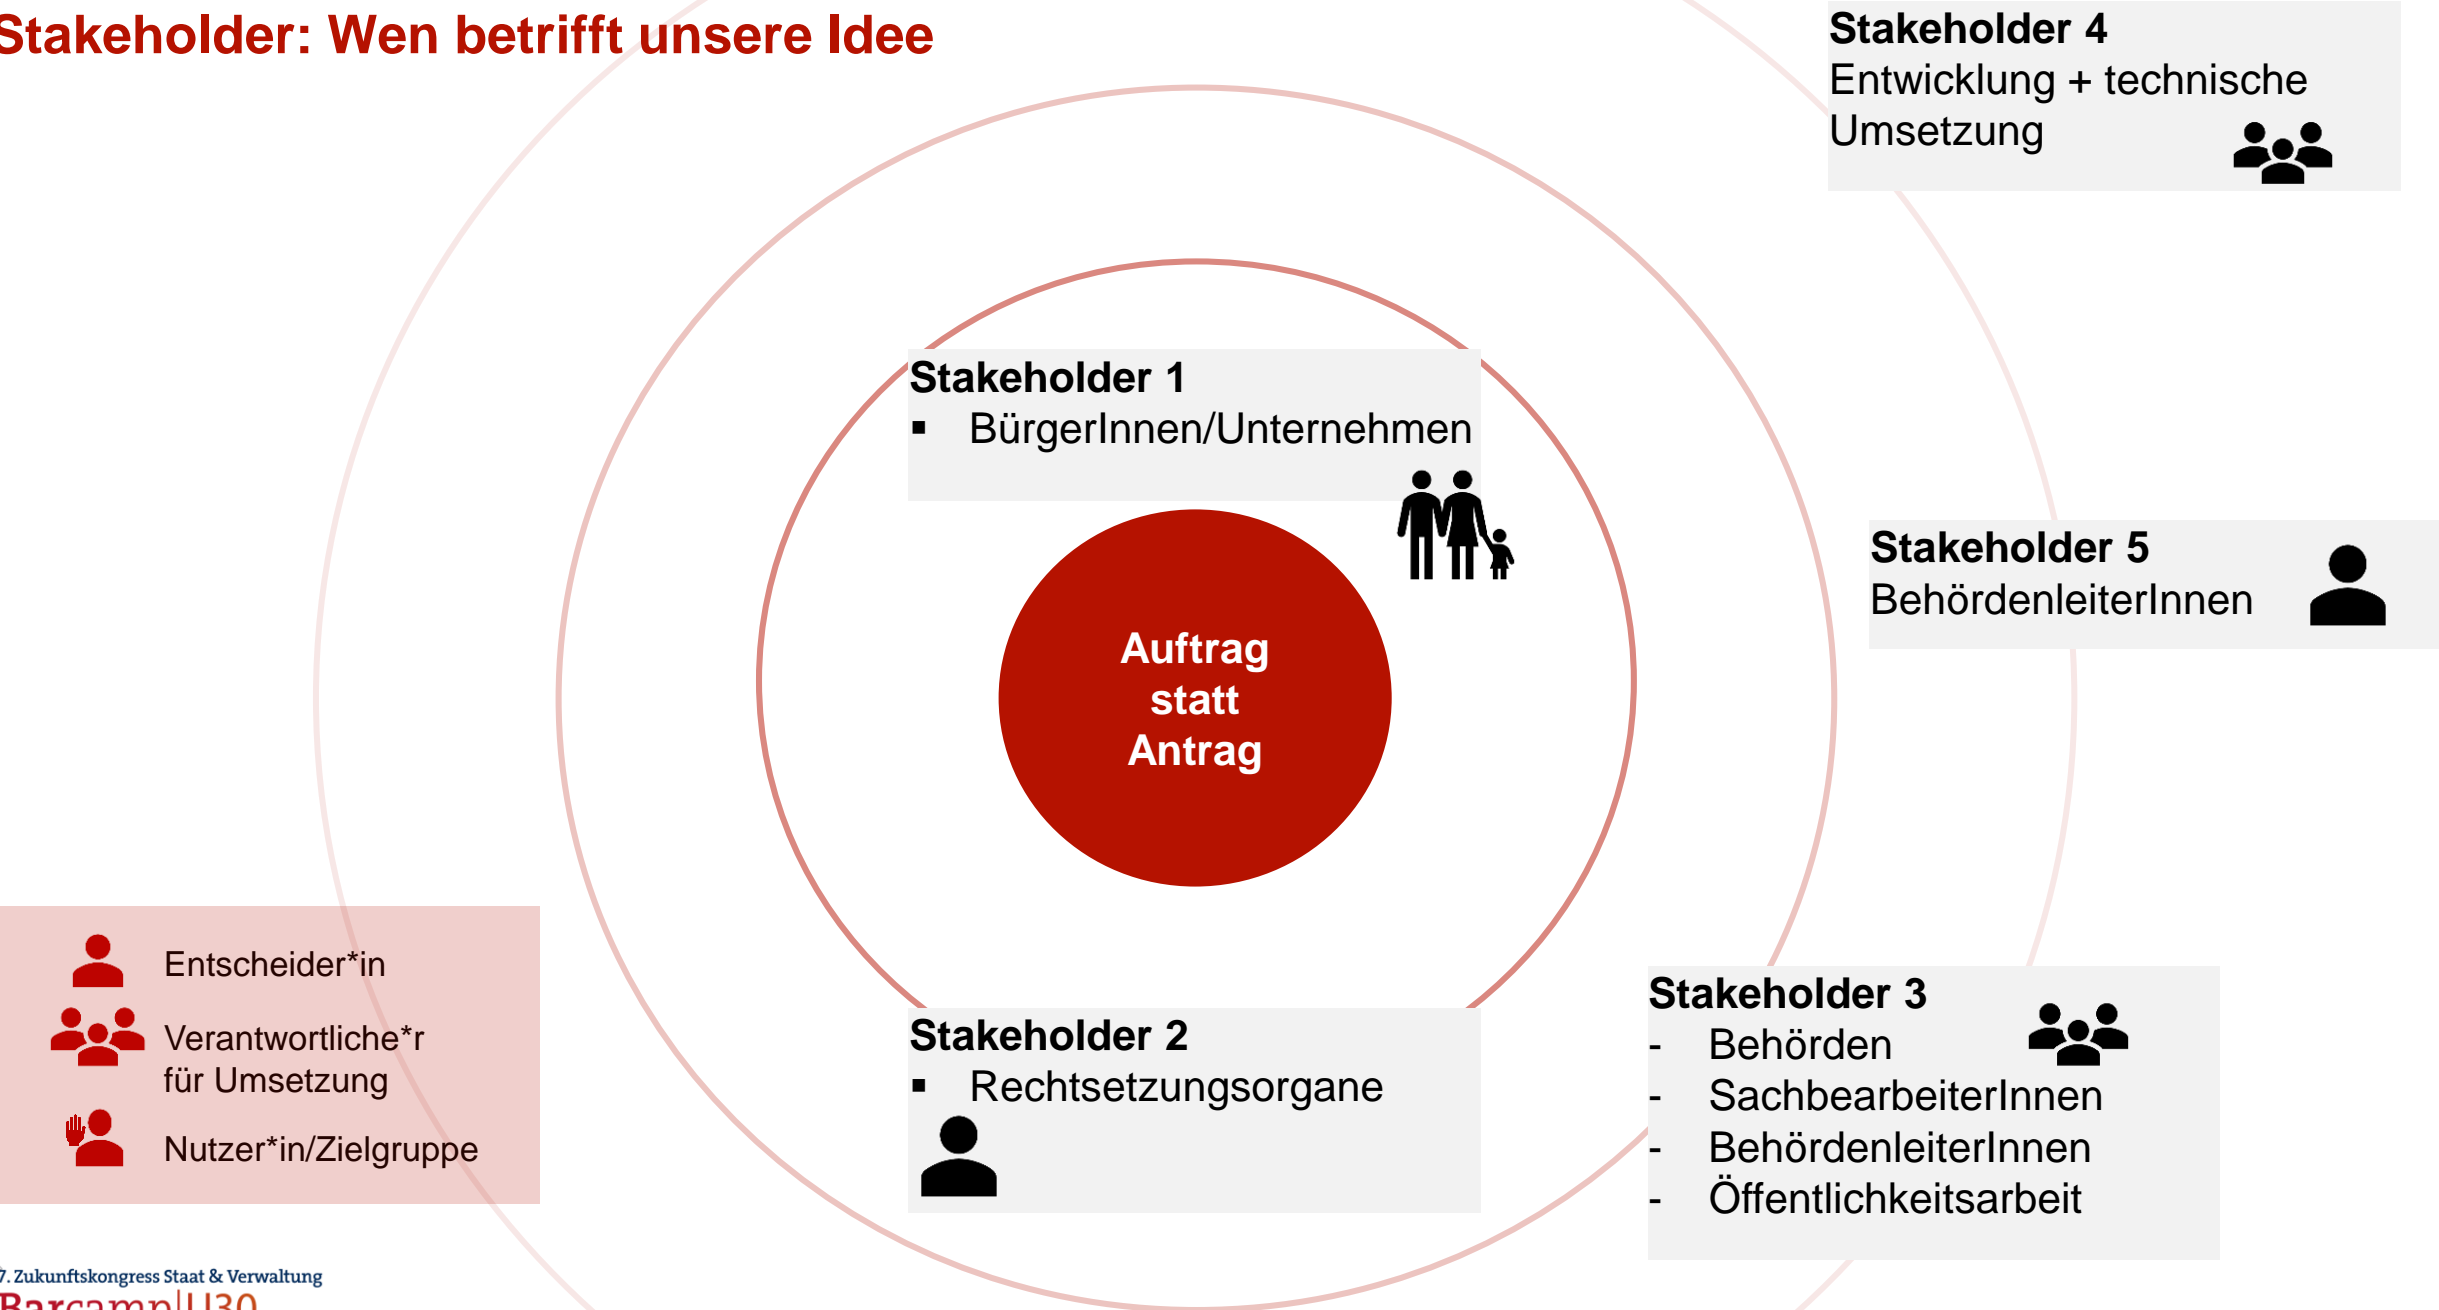 Stakeholder: Wen betrifft unsere Idee
Stakeholder 4
Entwicklung + technische
Umsetzung
Stakeholder 1
▪ BürgerInnen/Unternehmen
Stakeholder 5
BehördenleiterInnen
Auftrag
statt
Antrag
Entscheider*in
Verantwortliche*r
für Umsetzung
Nutzer*in/Zielgruppe
Stakeholder 2
▪ Rechtsetzungsorgane
Stakeholder 3
- Behörden
- SachbearbeiterInnen
- BehördenleiterInnen
- Öffentlichkeitsarbeit
7. Zukunftskongress Staat & Verwaltung
Barcamp|U30